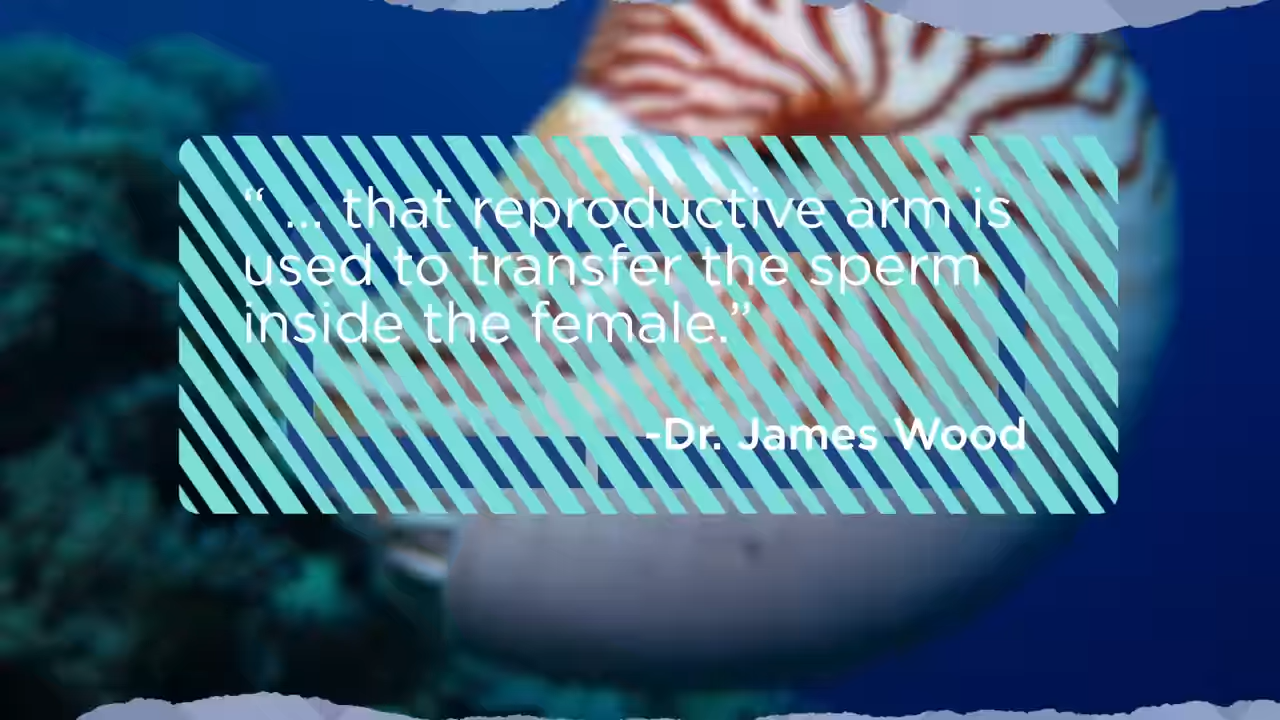 “ ... that reproductive arm is
used to transfer the sperm
inside the female.”
-Dr. James Wood